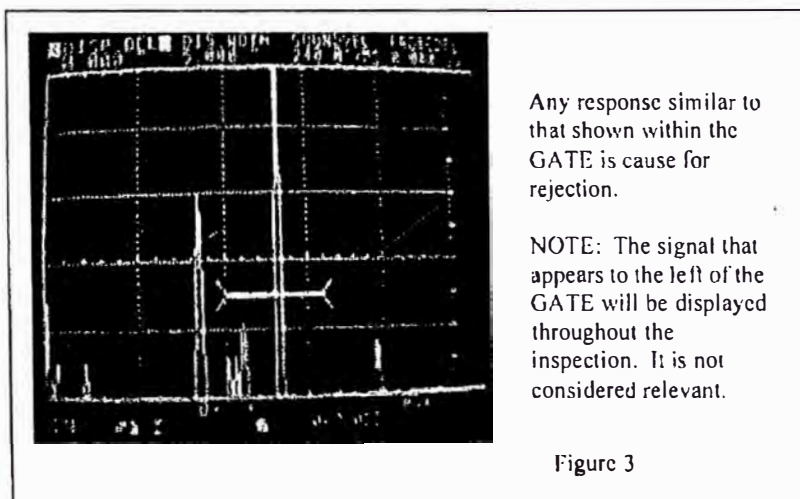 Any response similar to
that shown within the
GATE is cause for
rejection.
NOTE: The signal that
appears to the left of the
GATE will be displayed
throughout the
inspection. It is not
considered relevant.
Figure 3